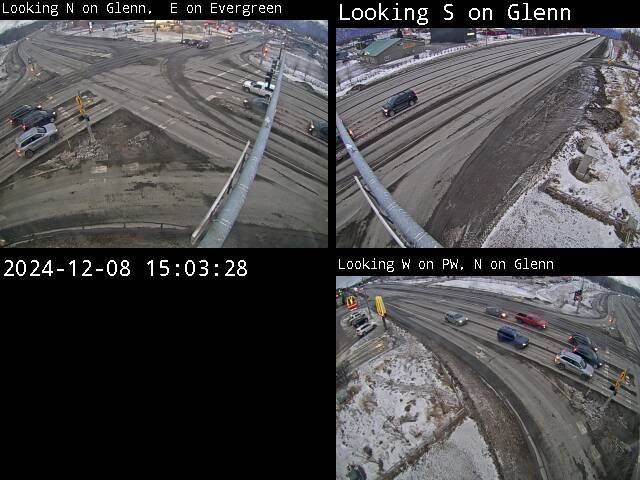 Looking N on Glenn,  E on Evergreen
Looking S on Glenn
2024-12-08 15:03:28
Looking W on PW, N on Glenn